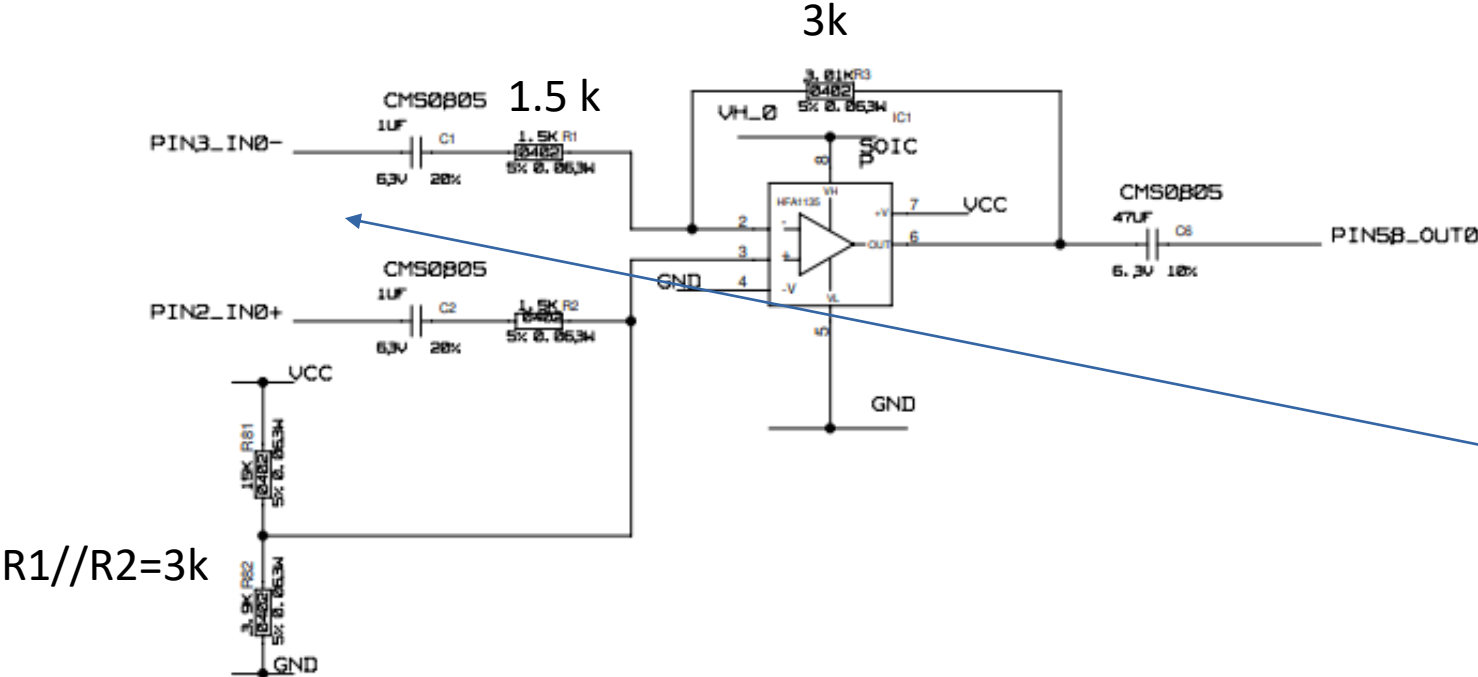 3k
3.01K R3
0402
5% 0.063W
CMS0805
1.5 k
1UF
C1
1.5K R1
0402
PIN3_IN0-
63V 20%
5% 0.063W
VH_0
IC1
SOIC
P
8
VH
HFA1135
2
-
+V
7
VCC
OUT
6
3
+
GND
4
-V
VL
5
GND
CMS0805
47UF
C6
PIN58_OUT0
6.3V 10%
CMS0805
1UF
C2
1.5K R2
0402
PIN2_IN0+
63V 20%
5% 0.063W
VCC
15K R81
0402
5% 0.063W
R1//R2=3k
3.9K R82
0402
5% 0.063W
GND